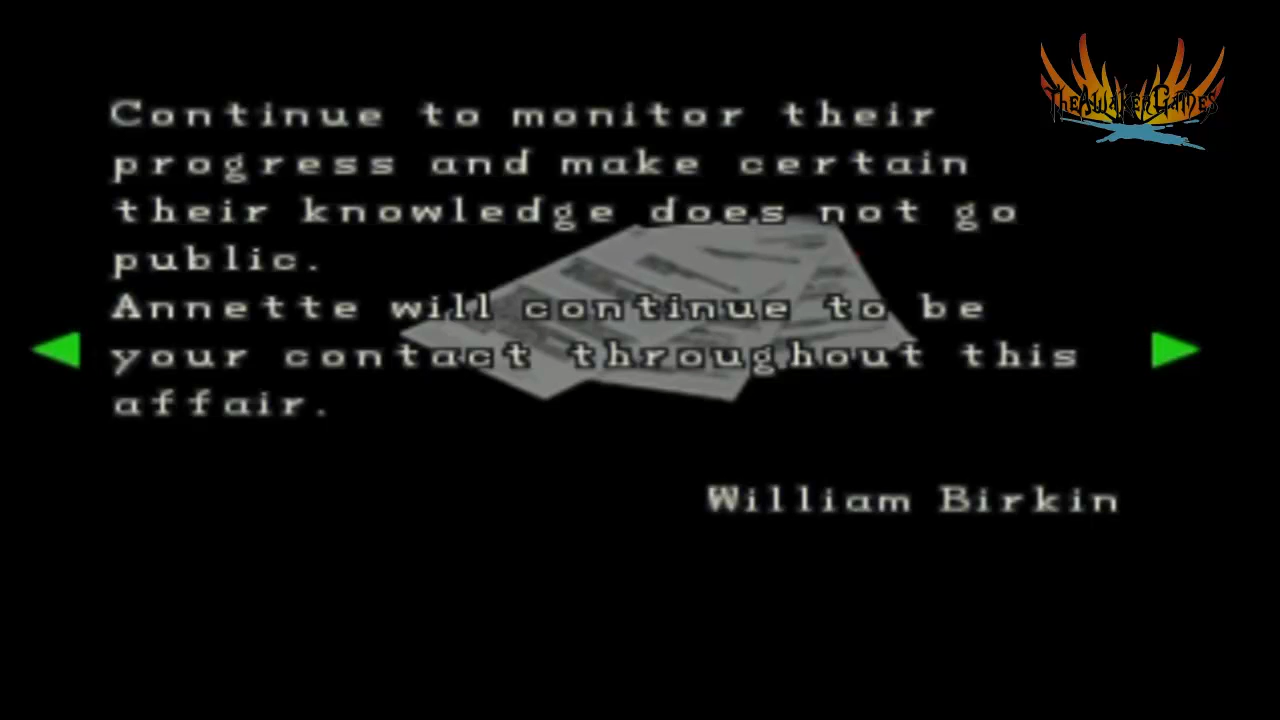 TheAwakerGames
Continue to monitor their
progress and make certain
their knowledge does not go
public.
Annette will continue to be
your contact throughout this
affair.
William Birkin